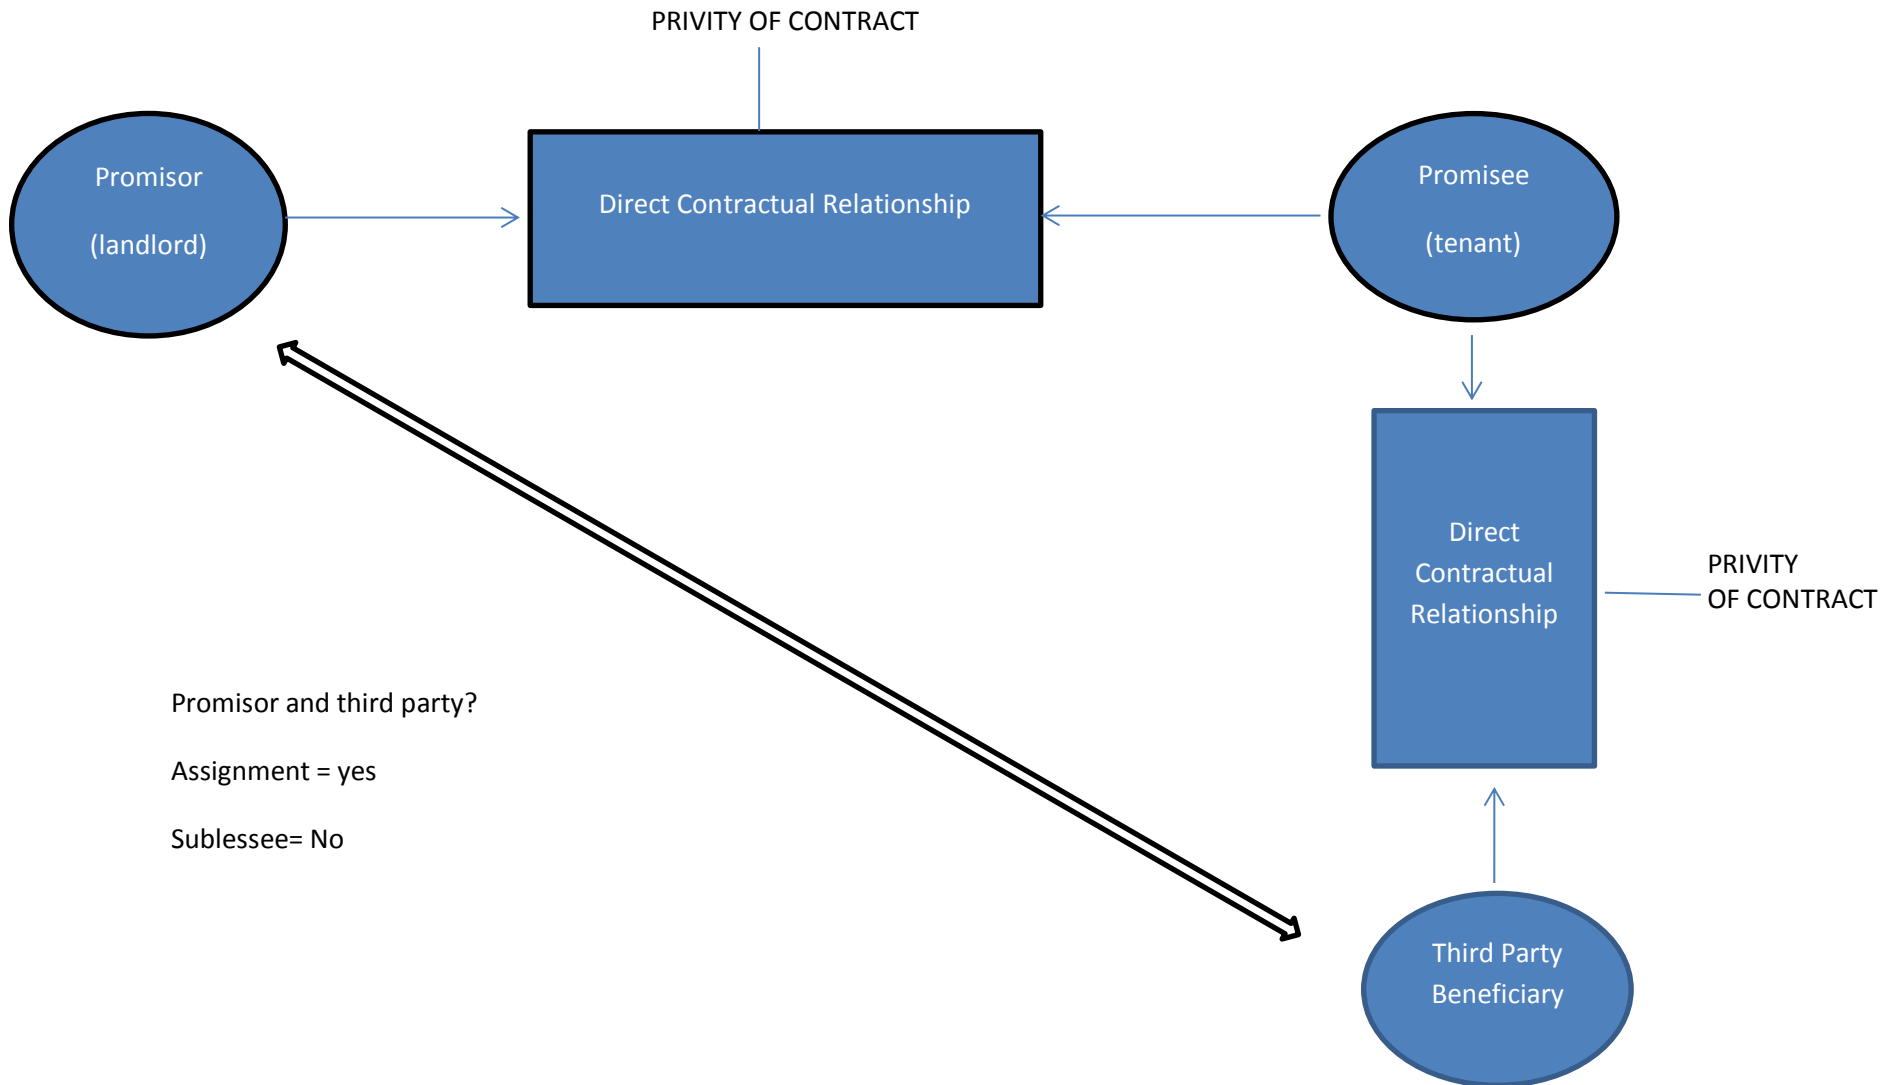 PRIVITY OF CONTRACT
Promisor
(landlord)
Direct Contractual Relationship
Promisee
(tenant)
Direct
Contractual
Relationship
PRIVITY
OF CONTRACT
Promisor and third party?
Assignment = yes
Sublessee= No
Third Party
Beneficiary